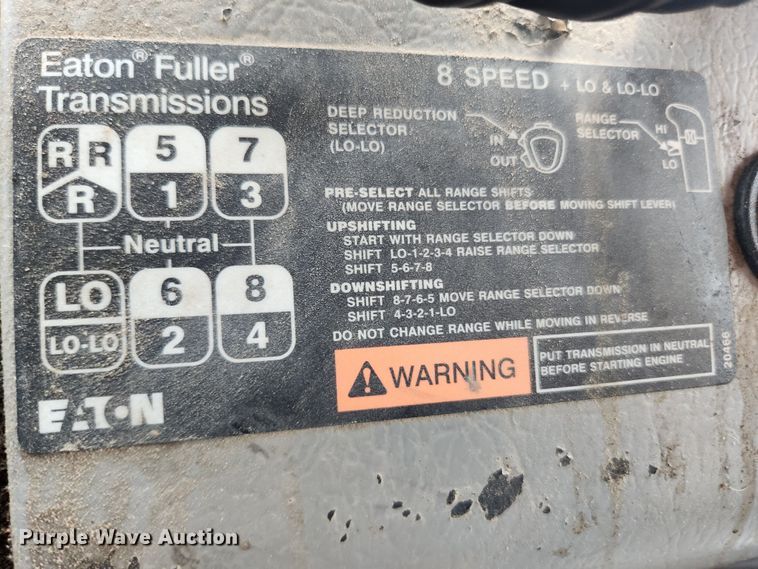 Eaton® Fuller®
Transmissions
8 SPEED + LO & LO-LO
R R 5 7
R 1 3
Neutral
LO 6 8
LO-LO 2 4
EATON
DEEP REDUCTION
SELECTOR
(LO-LO)
IN
OUT
RANGE
SELECTOR
HI
LO
PRE-SELECT ALL RANGE SHIFTS
(MOVE RANGE SELECTOR BEFORE MOVING SHIFT LEVER)
UPSHIFTING
START WITH RANGE SELECTOR DOWN
SHIFT LO-1-2-3-4 RAISE RANGE SELECTOR
SHIFT 5-6-7-8
DOWNSHIFTING
SHIFT 8-7-6-5 MOVE RANGE SELECTOR DOWN
SHIFT 4-3-2-1-LO
DO NOT CHANGE RANGE WHILE MOVING IN REVERSE
WARNING
PUT TRANSMISSION IN NEUTRAL
BEFORE STARTING ENGINE
20466
Purple Wave Auction